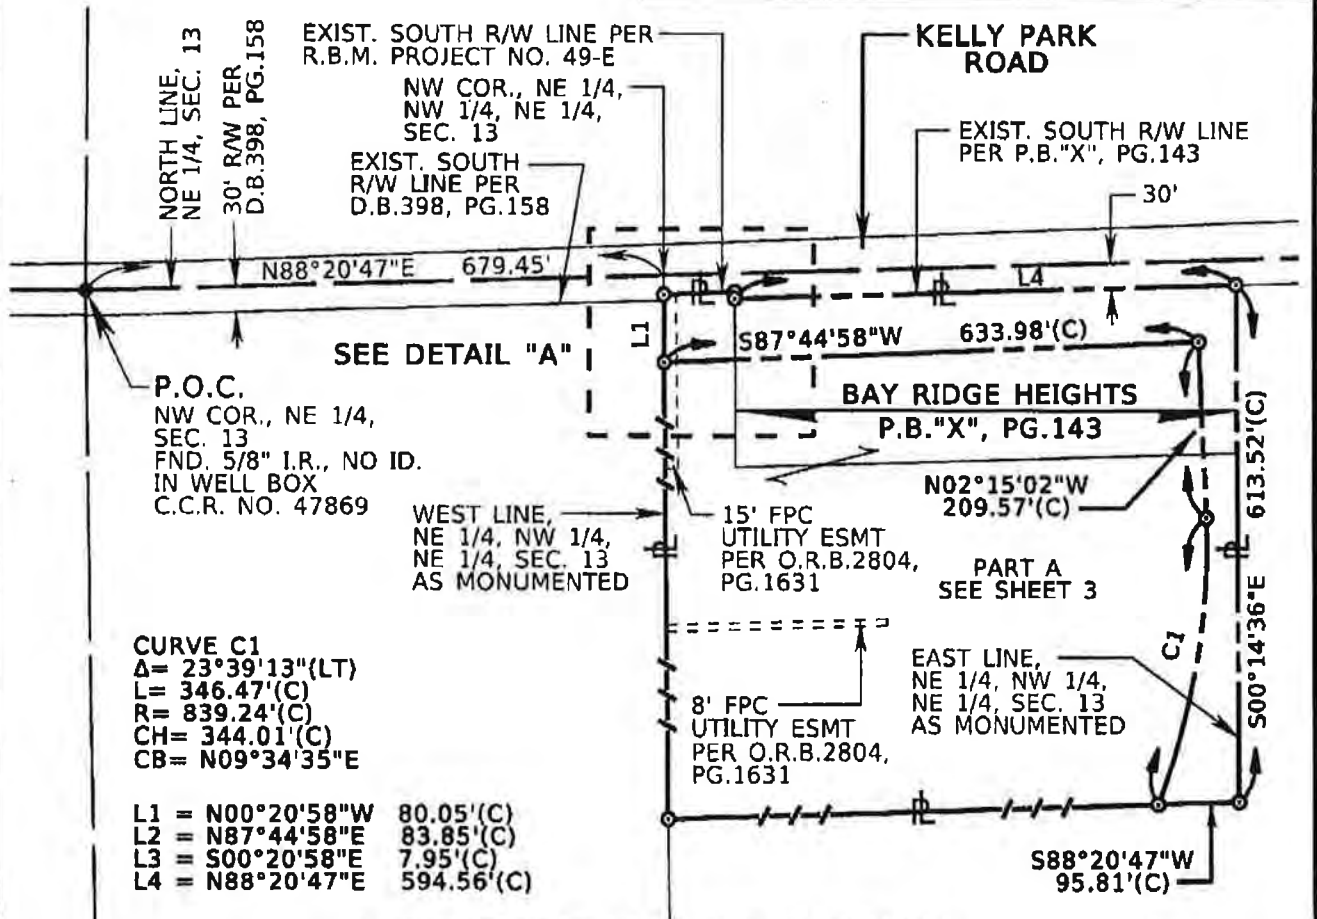 NORTH LINE,
NE 1/4, SEC. 13
30' R/W PER
D.B.398, PG.158
EXIST. SOUTH R/W LINE PER
R.B.M. PROJECT NO. 49-E
NW COR., NE 1/4,
NW 1/4, NE 1/4,
SEC. 13
EXIST. SOUTH
R/W LINE PER
D.B.398, PG.158
KELLY PARK
ROAD
EXIST. SOUTH R/W LINE
PER P.B."X", PG.143
30'
N88°20'47"E 679.45'
PL
PL
L4
L1
SEE DETAIL "A"
S87°44'58"W 633.98'(C)
P.O.C.
NW COR., NE 1/4,
SEC. 13
FND. 5/8" I.R., NO ID.
IN WELL BOX
C.C.R. NO. 47869
BAY RIDGE HEIGHTS
P.B."X", PG.143
N02°15'02"W
209.57'(C)
S00°14'36"E 613.52'(C)
WEST LINE,
NE 1/4, NW 1/4,
NE 1/4, SEC. 13
AS MONUMENTED
15' FPC
UTILITY ESMT
PER O.R.B.2804,
PG.1631
PL
PL
PART A
SEE SHEET 3
C1
CURVE C1
Δ= 23°39'13"(LT)
L= 346.47'(C)
R= 839.24'(C)
CH= 344.01'(C)
CB= N09°34'35"E
8' FPC
UTILITY ESMT
PER O.R.B.2804,
PG.1631
EAST LINE,
NE 1/4, NW 1/4,
NE 1/4, SEC. 13
AS MONUMENTED
L1 = N00°20'58"W 80.05'(C)
L2 = N87°44'58"E 83.85'(C)
L3 = S00°20'58"E 7.95'(C)
L4 = N88°20'47"E 594.56'(C)
PL
S88°20'47"W
95.81'(C)